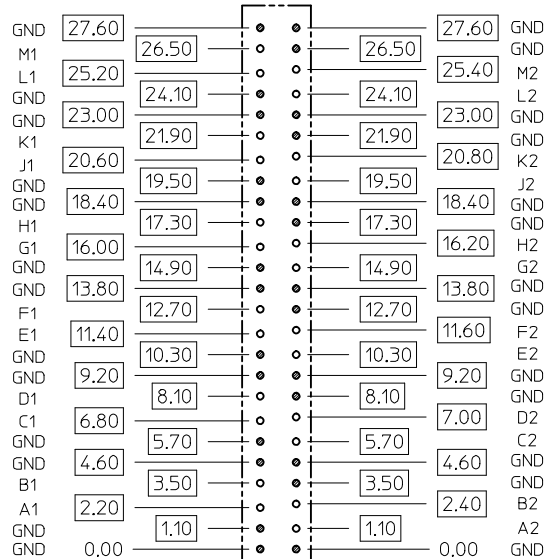 GND 27.60 27.60 GND
M1 26.50 26.50 GND
L1 25.20 25.40 M2
GND 24.10 24.10 L2
GND 23.00 23.00 GND
K1 21.90 21.90 GND
J1 20.60 20.80 K2
GND 19.50 19.50 J2
GND 18.40 18.40 GND
H1 17.30 17.30 GND
G1 16.00 16.20 H2
GND 14.90 14.90 G2
GND 13.80 13.80 GND
F1 12.70 12.70 GND
E1 11.40 11.60 F2
GND 10.30 10.30 E2
GND 9.20 9.20 GND
D1 8.10 8.10 GND
C1 6.80 7.00 D2
GND 5.70 5.70 C2
GND 4.60 4.60 GND
B1 3.50 3.50 GND
A1 2.20 2.40 B2
GND 1.10 1.10 A2
GND 0.00 0.00 GND